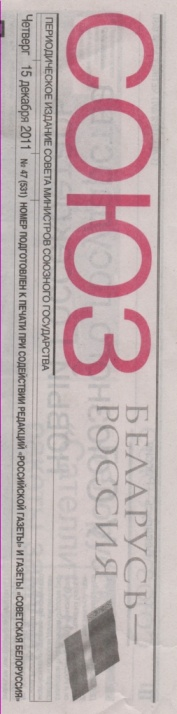 СОЮЗ
БЕЛАРУСЬ—
РОССИЯ
ПЕРИОДИЧЕСКОЕ ИЗДАНИЕ СОВЕТА МИНИСТРОВ СОЮЗНОГО ГОСУДАРСТВА
Четверг 15 декабря 2011 № 47 (531) НОМЕР ПОДГОТОВЛЕН К ПЕЧАТИ ПРИ СОДЕЙСТВИИ РЕДАКЦИЙ «РОССИЙСКОЙ ГАЗЕТЫ» И ГАЗЕТЫ «СОВЕТСКАЯ БЕЛОРУССИЯ»